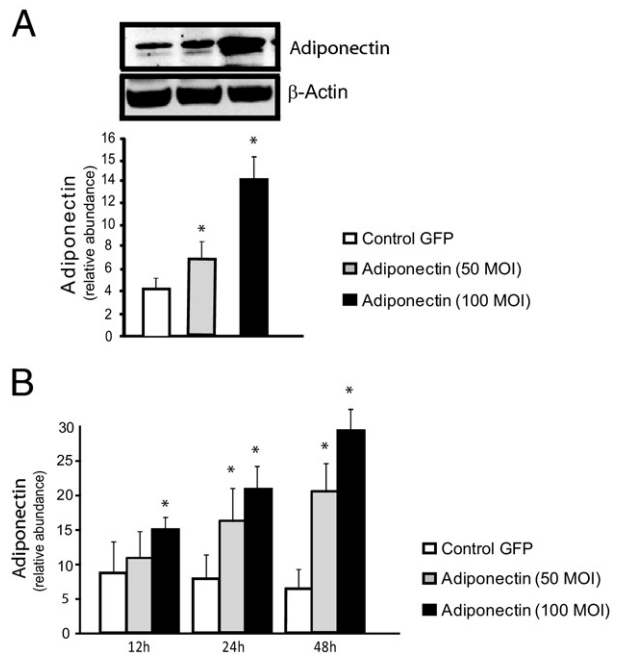 A
Adiponectin
β-Actin
Adiponectin
(relative abundance)
16
15
14
12
10
8
6
4
2
0
*
*
Control GFP
Adiponectin (50 MOI)
Adiponectin (100 MOI)
B
Adiponectin
(relative abundance)
30
25
20
15
10
5
0
*
* *
* *
12h 24h 48h
Control GFP
Adiponectin (50 MOI)
Adiponectin (100 MOI)